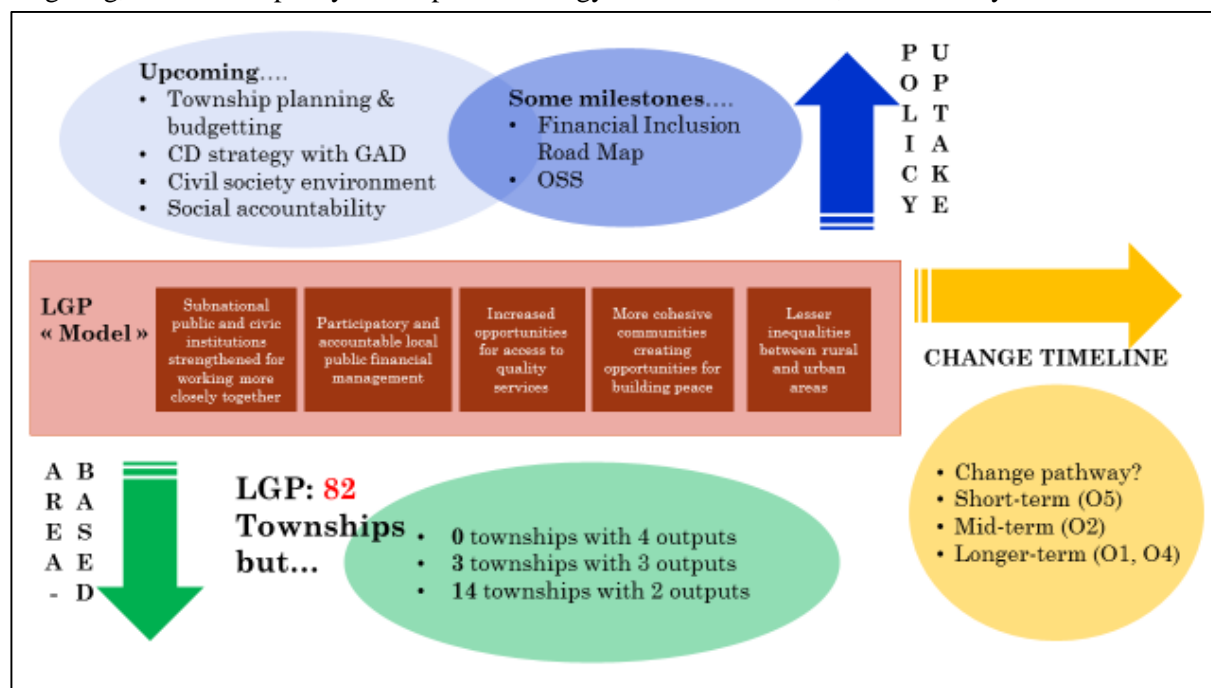 Upcoming....
• Township planning &
budgetting
• CD strategy with GAD
• Civil society environment
• Social accountability
Some milestones....
• Financial Inclusion
Road Map
• OSS
POLICY
UPTAKE
LGP
« Model »
Subnational
public and civic
institutions
strengthened for
working more
closely together
Participatory and
accountable local
public financial
management
Increased
opportunities
for access to
quality
services
More cohesive
communities
creating
opportunities for
building peace
Lesser
inequalities
between rural
and urban
areas
CHANGE TIMELINE
• Change pathway?
• Short-term (O5)
• Mid-term (O2)
• Longer-term (O1, O4)
AREA-
BASED
LGP: 82
Townships
but...
• 0 townships with 4 outputs
• 3 townships with 3 outputs
• 14 townships with 2 outputs